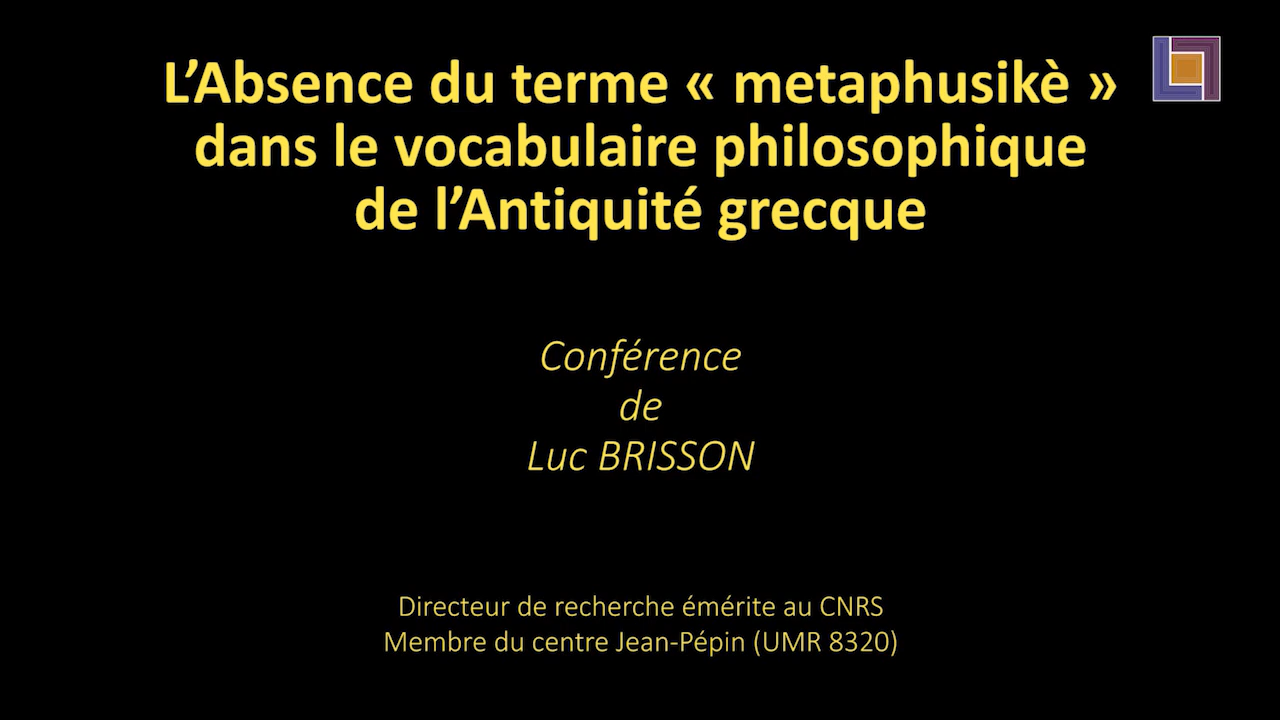 L’Absence du terme « metaphusikè »
dans le vocabulaire philosophique
de l’Antiquité grecque
Conférence
de
Luc BRISSON
Directeur de recherche émérite au CNRS
Membre du centre Jean-Pépin (UMR 8320)